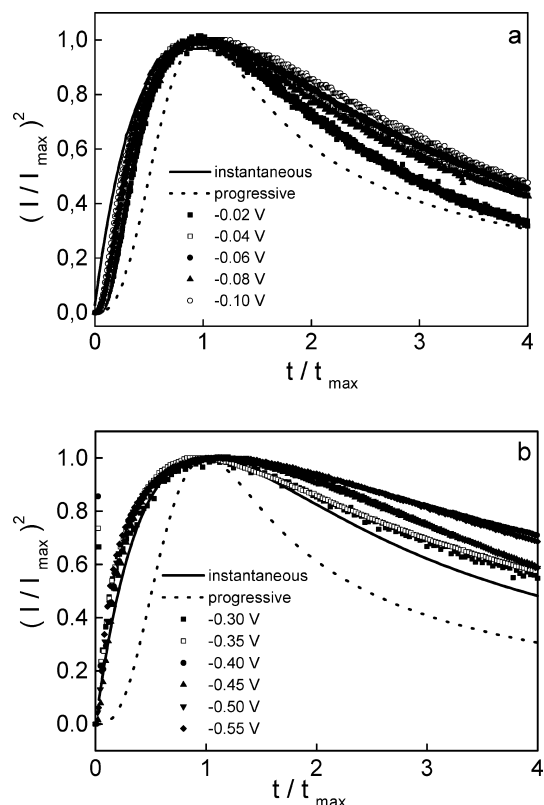 a
1,0
0,8
0,6
0,4
0,2
0,0
(I / I max)²
instantaneous
progressive
-0.02 V
-0.04 V
-0.06 V
-0.08 V
-0.10 V
0 1 2 3 4
t / t max
b
1.0
0.8
0.6
0.4
0.2
0.0
(I / I max)²
instantaneous
progressive
-0.30 V
-0.35 V
-0.40 V
-0.45 V
-0.50 V
-0.55 V
0 1 2 3 4
t / t max